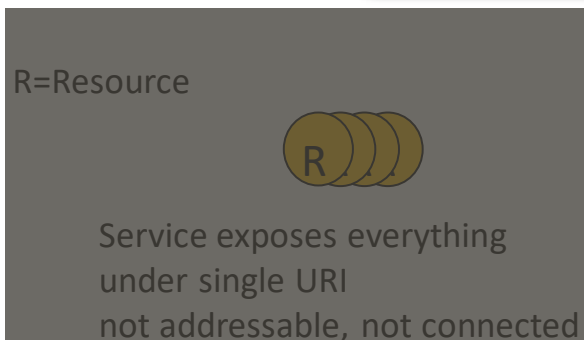 R=Resource
R . . .
Service exposes everything
under single URI
not addressable, not connected